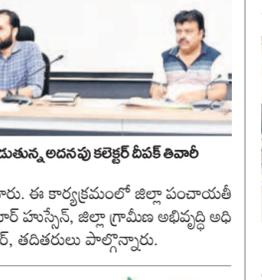 డుతున్న అదనపు కలెక్టర్ దీపక్ తివారీ
ారు. ఈ కార్యక్రమంలో జిల్లా పంచాయతీ
ార్ హుస్సేన్, జిల్లా గ్రామీణ అభివృద్ధి అధి
ర్, తదితరులు పాల్గొన్నారు.